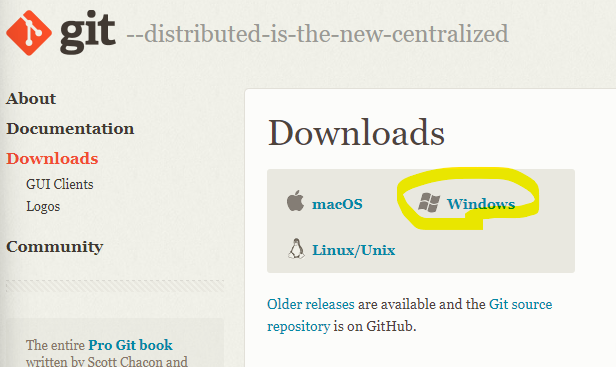 git --distributed-is-the-new-centralized
About
Documentation
Downloads
GUI Clients
Logos
Community
The entire Pro Git book
written by Scott Chacon and
Downloads
macOS
Windows
Linux/Unix
Older releases are available and the Git source
repository is on GitHub.